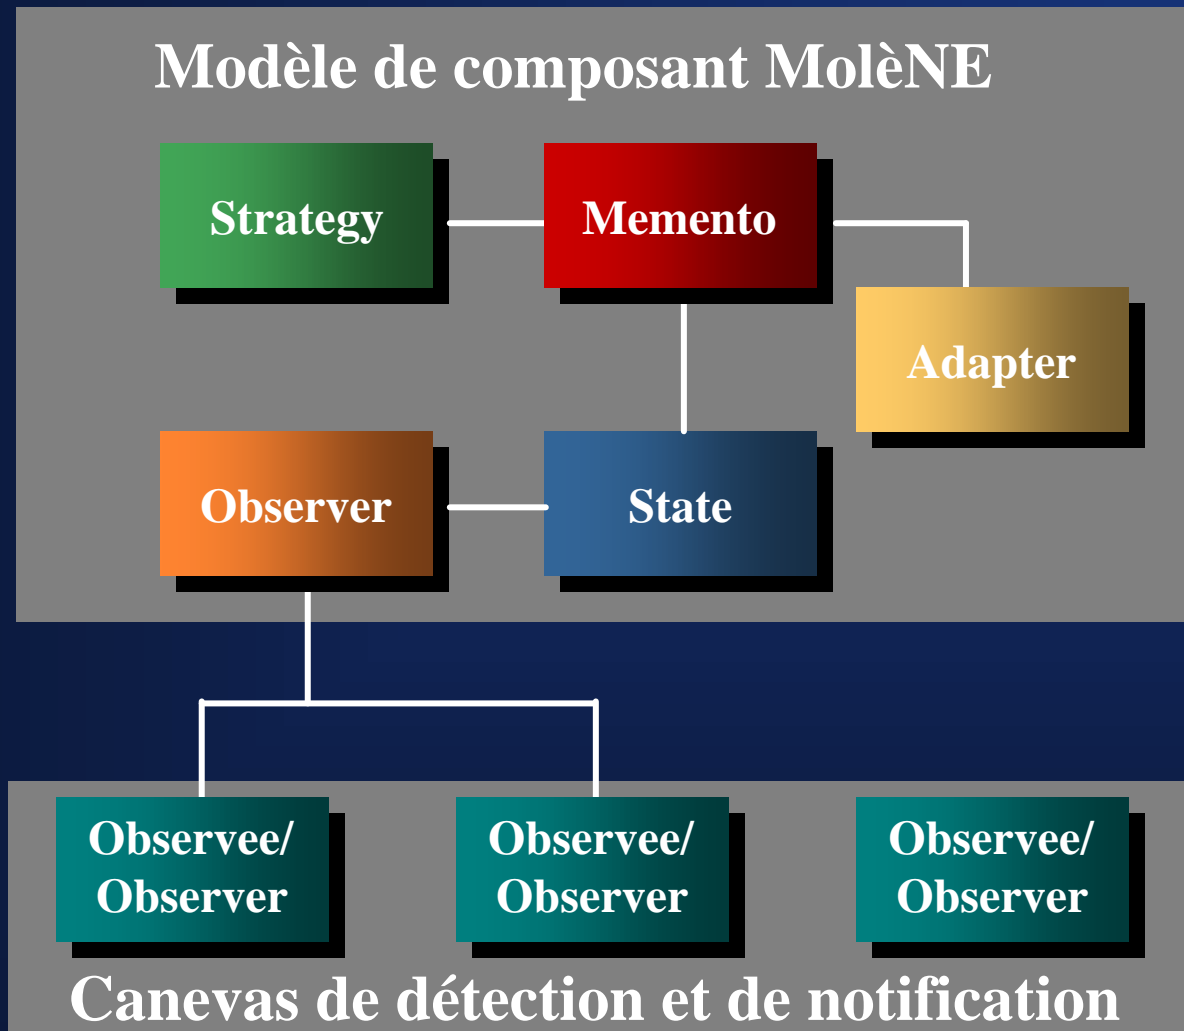 Modèle de composant MolèNE
Strategy
Memento
Adapter
Observer
State
Observee/
Observer
Observee/
Observer
Observee/
Observer
Canevas de détection et de notification